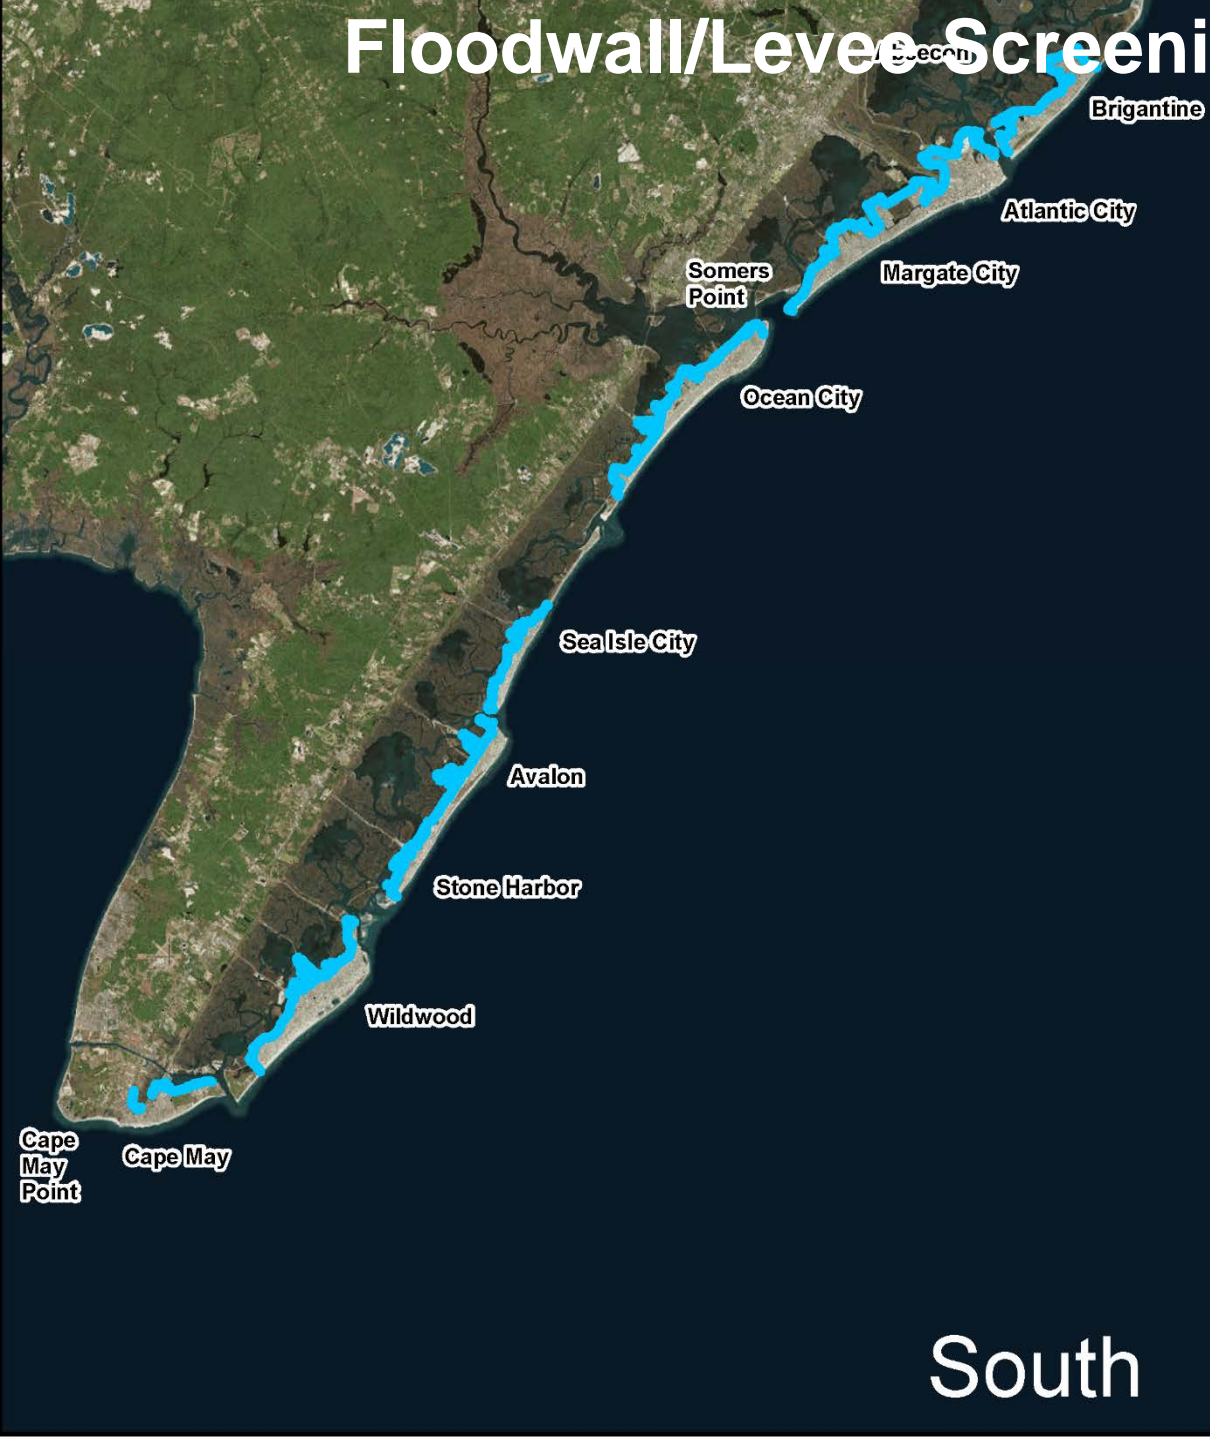 Floodwall/Levee Screeni
Absecon
Brigantine
Atlantic City
Margate City
Somers
Point
Ocean City
Sea Isle City
Avalon
Stone Harbor
Wildwood
Cape
May
Point
Cape May
South